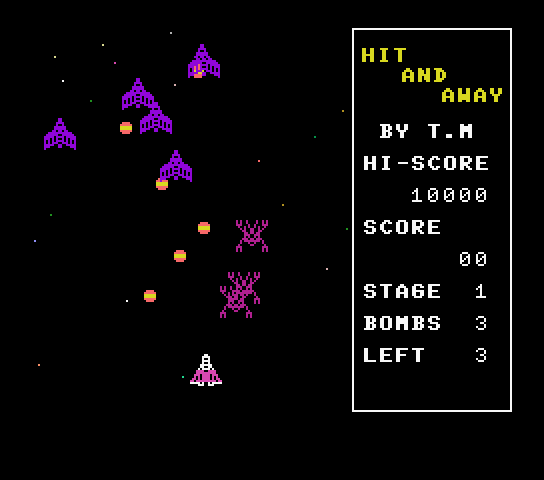 HIT
AND
AWAY
BY T.M
HI-SCORE
10000
SCORE
00
STAGE 1
BOMBS 3
LEFT 3